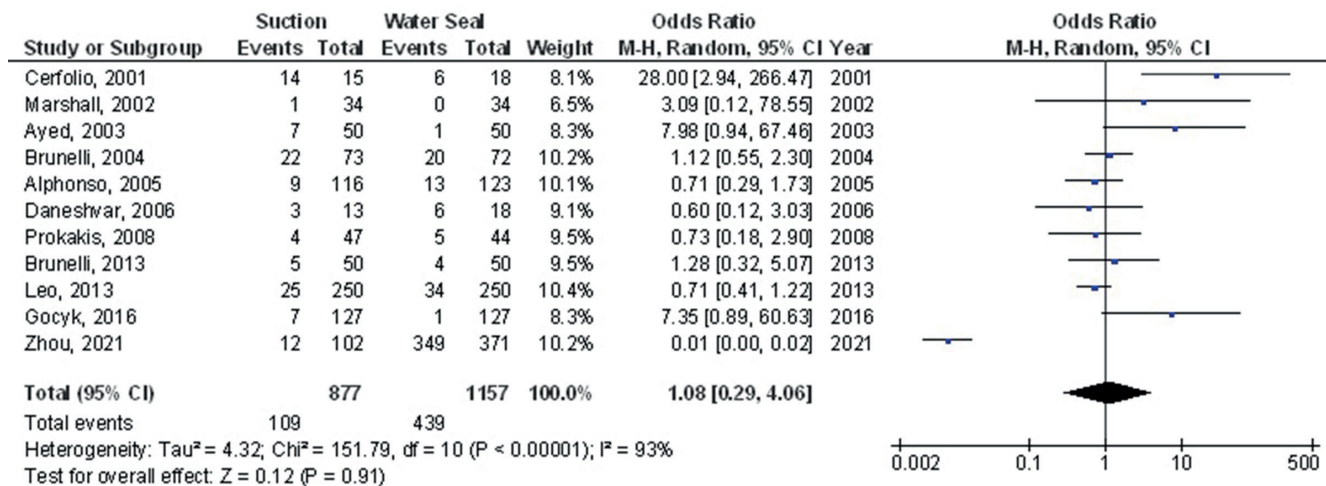 Suction Water Seal Odds Ratio Odds Ratio
Study or Subgroup Events Total Events Total Weight M-H, Random, 95% CI Year M-H, Random, 95% CI
Cerfolio, 2001 14 15 6 18 8.1% 28.00 [2.94, 266.47] 2001
Marshall, 2002 1 34 0 34 6.5% 3.09 [0.12, 78.55] 2002
Ayed, 2003 7 50 1 50 8.3% 7.98 [0.94, 67.46] 2003
Brunelli, 2004 22 73 20 72 10.2% 1.12 [0.55, 2.30] 2004
Alphonso, 2005 9 116 13 123 10.1% 0.71 [0.29, 1.73] 2005
Daneshvar, 2006 3 13 6 18 9.1% 0.60 [0.12, 3.03] 2006
Prokakis, 2008 4 47 5 44 9.5% 0.73 [0.18, 2.90] 2008
Brunelli, 2013 5 50 4 50 9.5% 1.28 [0.32, 5.07] 2013
Leo, 2013 25 250 34 250 10.4% 0.71 [0.41, 1.22] 2013
Gocyk, 2016 7 127 1 127 8.3% 7.35 [0.89, 60.63] 2016
Zhou, 2021 12 102 349 371 10.2% 0.01 [0.00, 0.02] 2021
Total (95% CI) 877 1157 100.0% 1.08 [0.29, 4.06]
Total events 109 439
Heterogeneity: Tau² = 4.32; Chi² = 151.79, df = 10 (P < 0.00001); I² = 93%
Test for overall effect: Z = 0.12 (P = 0.91)
0.002 0.1 1 10 500